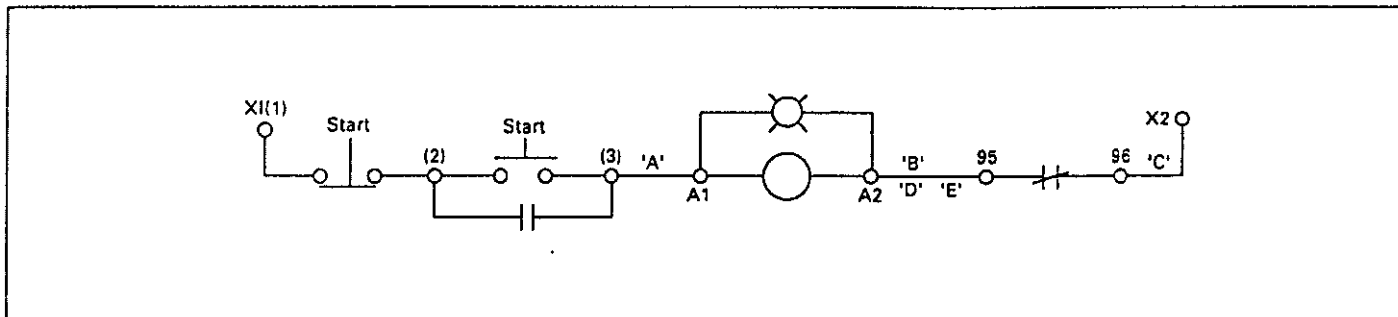 XI(1)
Start
(2)
Start
(3)
'A'
A1
A2
'B'
'D' 'E'
95
96
'C'
X2